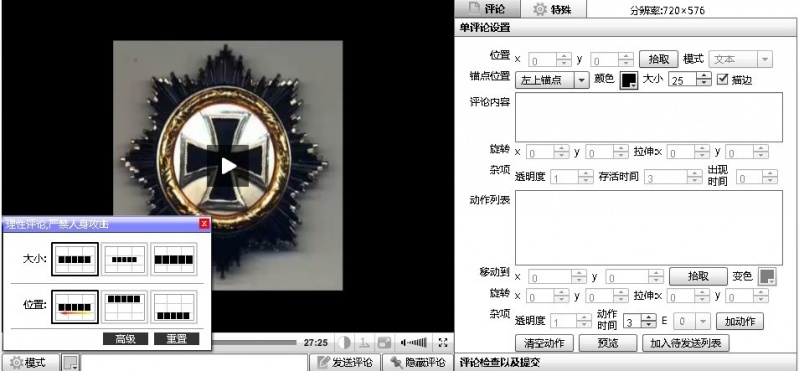 评论 特殊 分辨率:720×576
单评论设置
位置 x 0 y 0 拾取 模式 文本
锚点位置 左上锚点 颜色 大小 25 描边
评论内容
旋转 x 0 y 0 拉伸:x 0 y 0
杂项 透明度 1 存活时间 3 出现时间 0
动作列表
移动到 x 0 y 0 拾取 变色
旋转 x 0 y 0 拉伸:x 0 y 0
杂项 透明度 1 动作时间 3 E 0 加动作
清空动作 预览 加入待发送列表
评论检查以及提交
理性评论,严禁人身攻击 x
大小:
位置:
高级 重置
27:25
模式 发送评论 隐藏评论